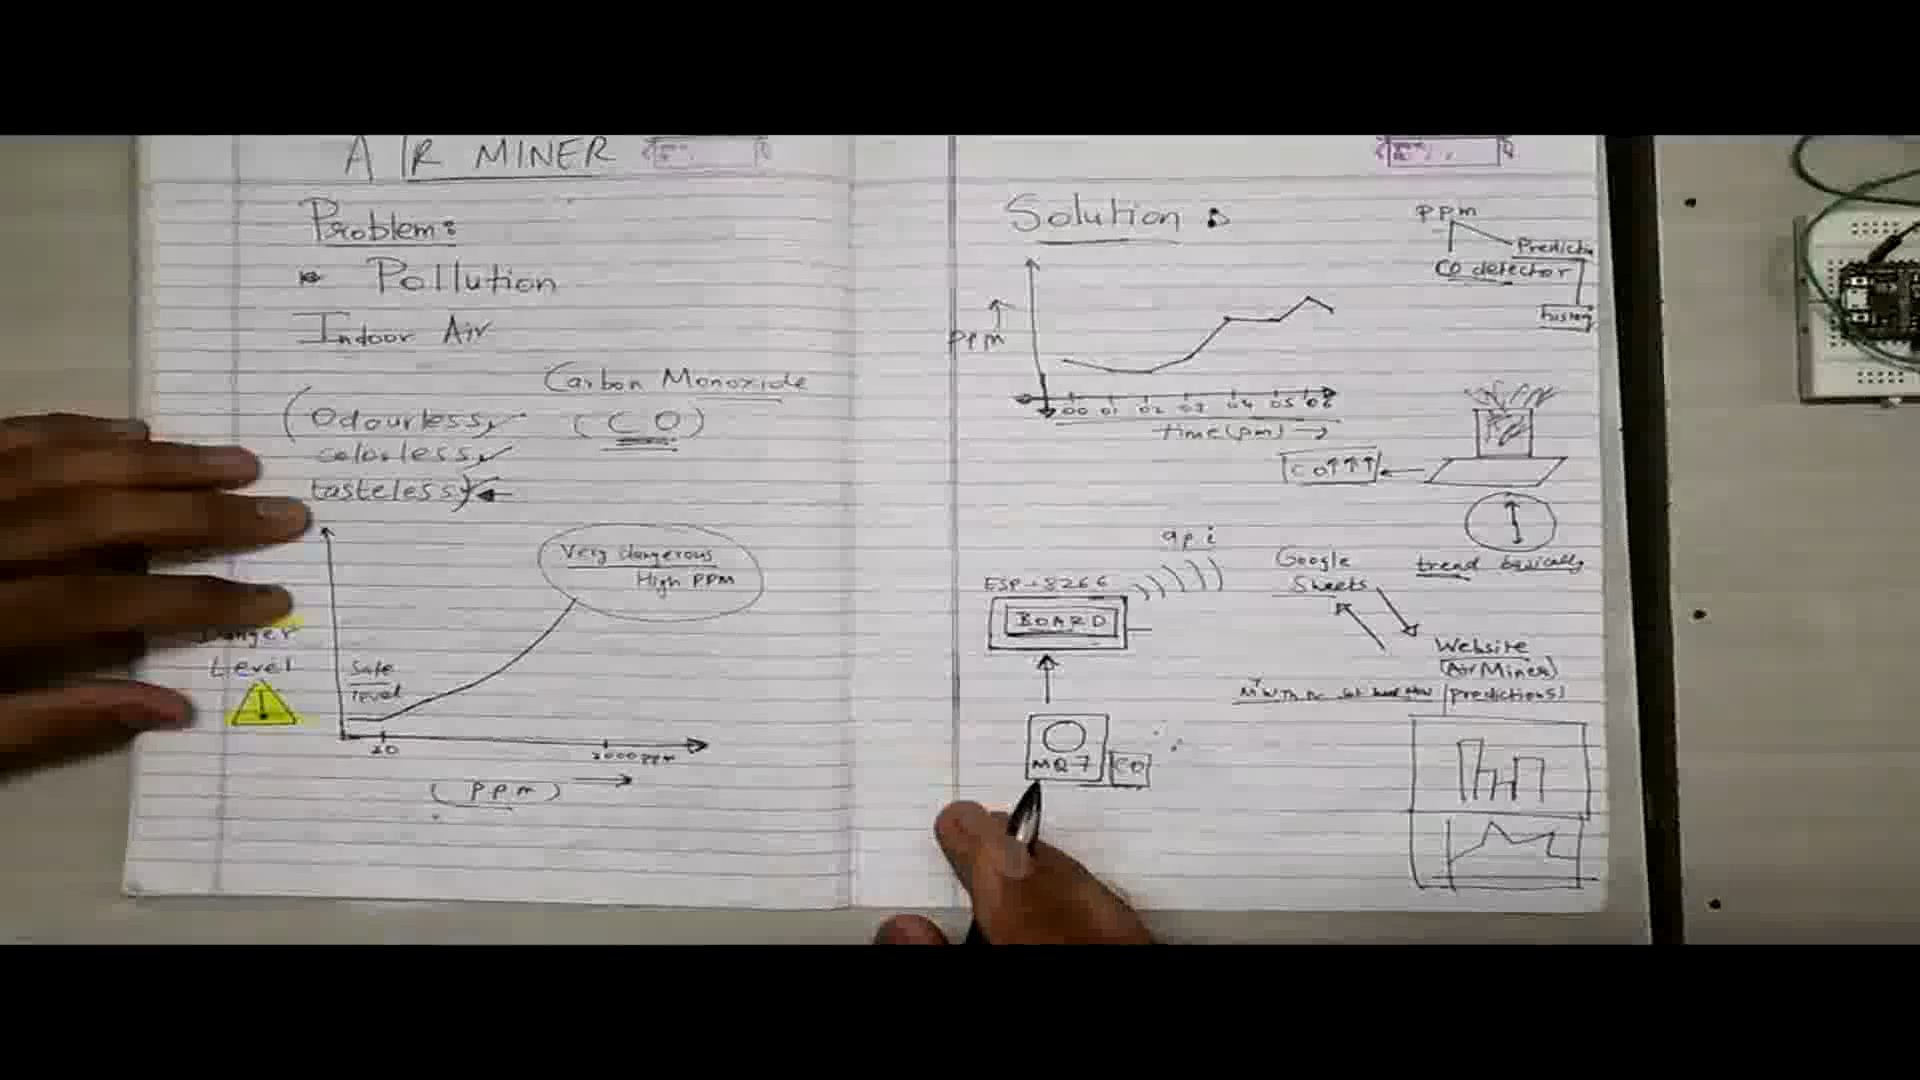 AIR MINER
Problem:
Pollution
Indoor Air
Carbon Monoxide
(Odourless
(CO)
colorless
tasteless)
Very dangerous
High PPM
Danger
Level
!
Safe
level
20
(PPm)
Solution :
PPm
CO detector
history
PPm
00 01 02 03 04 05 06
time(pm)
CO↑↑↑
trend basically
api
ESP-8266
BOARD
Google
Sheets
Website
(AirMiner)
predictions)
MQ7
CO